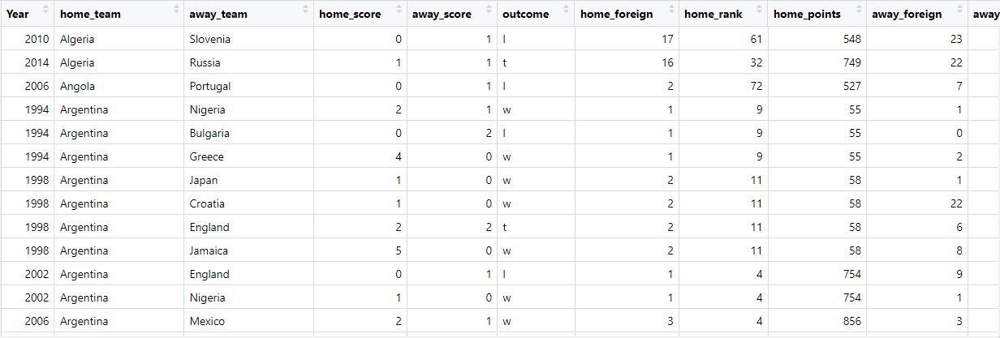 Year home_team away_team home_score away_score outcome home_foreign home_rank home_points away_foreign away
2010 Algeria Slovenia 0 1 l 17 61 548 23
2014 Algeria Russia 1 1 t 16 32 749 22
2006 Angola Portugal 0 1 l 2 72 527 7
1994 Argentina Nigeria 2 1 w 1 9 55 1
1994 Argentina Bulgaria 0 2 l 1 9 55 0
1994 Argentina Greece 4 0 w 1 9 55 2
1998 Argentina Japan 1 0 w 2 11 58 1
1998 Argentina Croatia 1 0 w 2 11 58 22
1998 Argentina England 2 2 t 2 11 58 6
1998 Argentina Jamaica 5 0 w 2 11 58 8
2002 Argentina England 0 1 l 1 4 754 9
2002 Argentina Nigeria 1 0 w 1 4 754 1
2006 Argentina Mexico 2 1 w 3 4 856 3